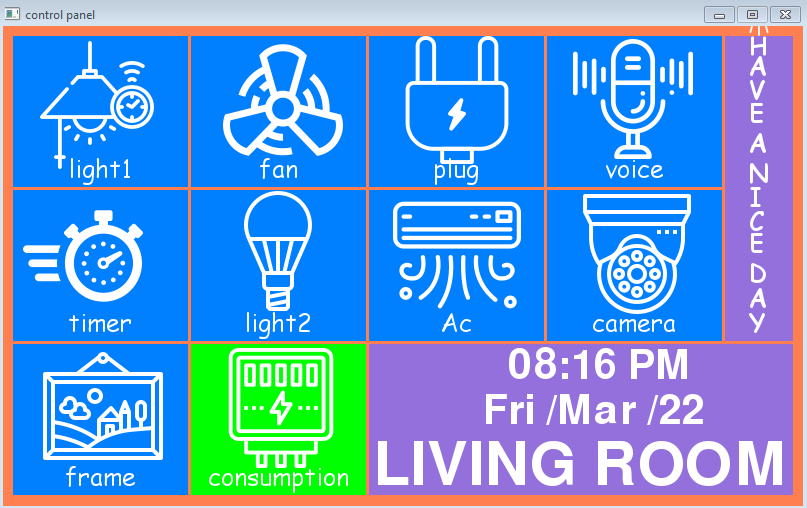 control panel
light1
fan
plug
voice
HAVE A NICE DAY
timer
light2
Ac
camera
frame
consumption
08:16 PM
Fri /Mar /22
LIVING ROOM